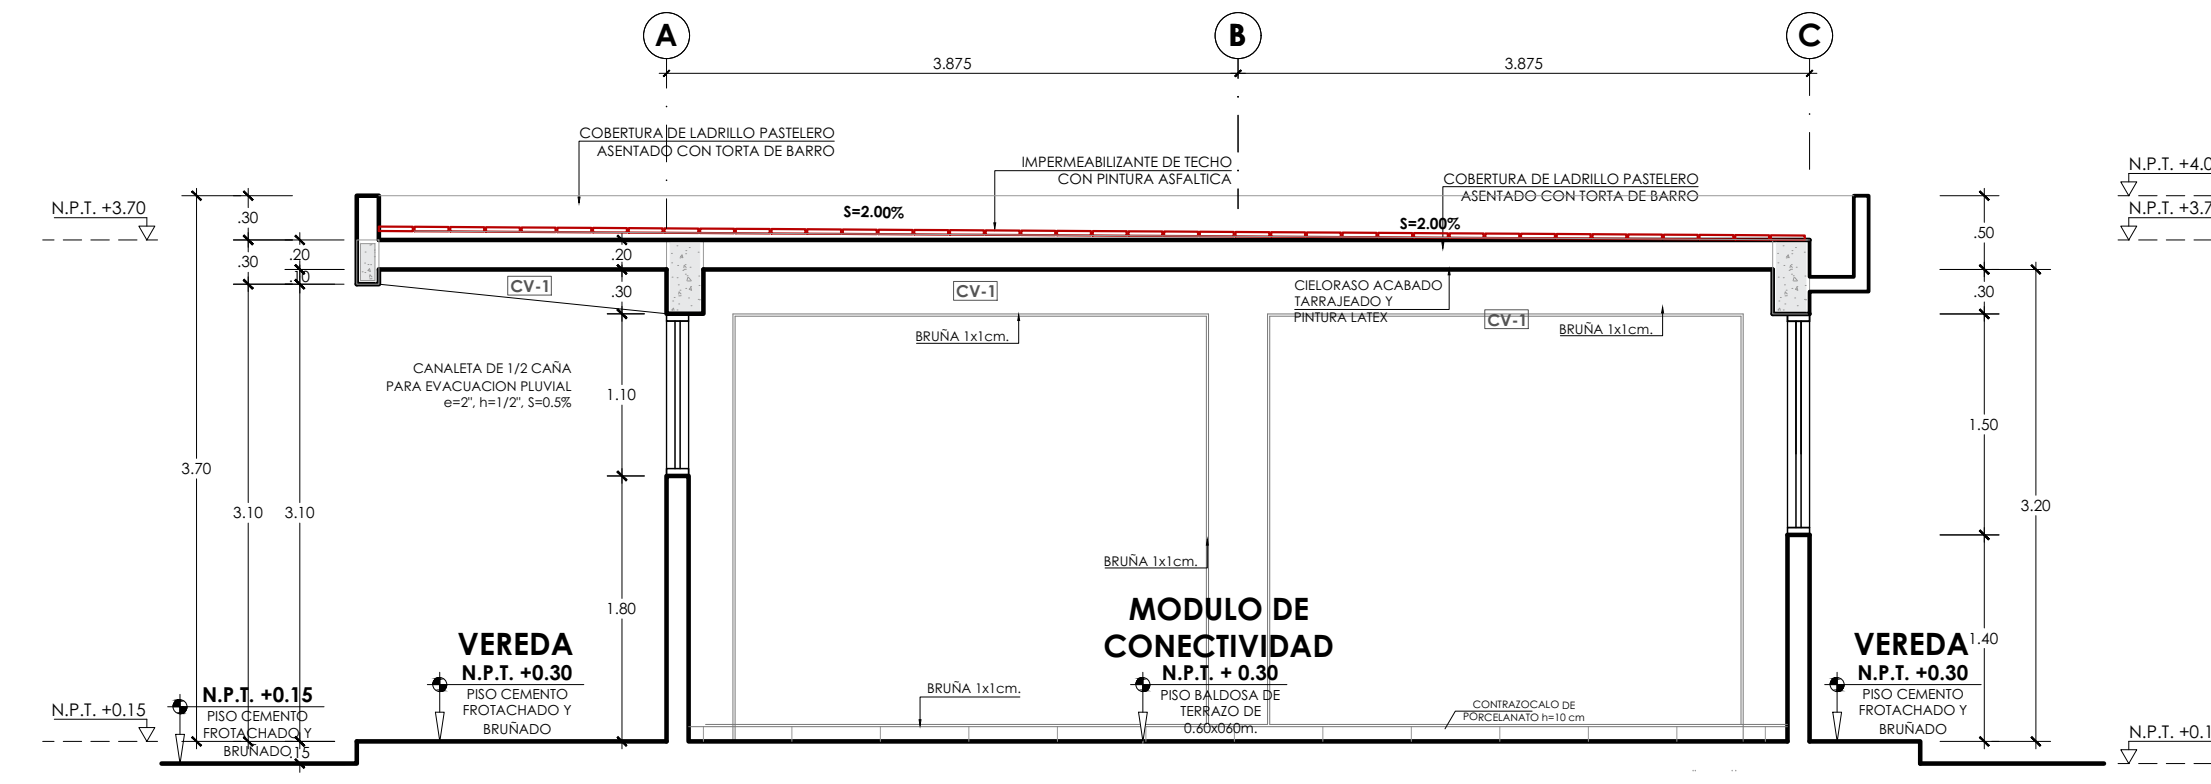 A
B
C
3.875
3.875
COBERTURA DE LADRILLO PASTELERO
ASENTADO CON TORTA DE BARRO
IMPERMEABILIZANTE DE TECHO
CON PINTURA ASFALTICA
COBERTURA DE LADRILLO PASTELERO
ASENTADO CON TORTA DE BARRO
N.P.T. +4.0
N.P.T. +3.7
N.P.T. +3.70
S=2.00%
S=2.00%
.30
.30
.20
.10
.20
.30
.50
.30
CV-1
CV-1
CV-1
CIELORASO ACABADO
TARRAJEADO Y
PINTURA LATEX
BRUÑA 1x1cm.
BRUÑA 1x1cm.
CANALETA DE 1/2 CAÑA
PARA EVACUACION PLUVIAL
e=2", h=1/2", S=0.5%
1.10
1.50
3.70
3.10
3.10
3.20
BRUÑA 1x1cm.
1.80
1.40
MODULO DE
CONECTIVIDAD
N.P.T. + 0.30
PISO BALDOSA DE
TERRAZO DE
0.60x060m.
VEREDA
N.P.T. +0.30
PISO CEMENTO
FROTACHADO Y
BRUÑADO
VEREDA
N.P.T. +0.30
PISO CEMENTO
FROTACHADO Y
BRUÑADO
N.P.T. +0.15
N.P.T. +0.15
PISO CEMENTO
FROTACHADO Y
BRUÑADO
.15
BRUÑA 1x1cm.
CONTRAZOCALO DE
PORCELANATO h=10 cm
N.P.T. +0.1